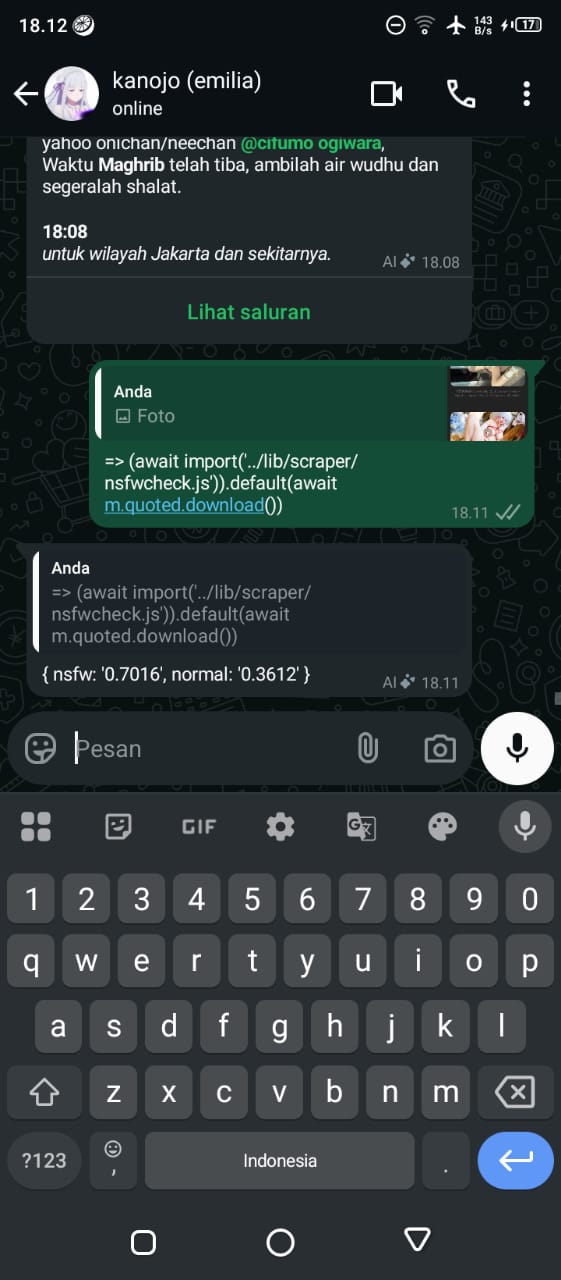 18.12
143
B/s
17
kanojo (emilia)
online
yahoo onichan/neechan @cifumo ogiwara,
Waktu Maghrib telah tiba, ambilah air wudhu dan
segeralah shalat.
18:08
untuk wilayah Jakarta dan sekitarnya.
AI 18.08
Lihat saluran
Anda
Foto
=> (await import('../lib/scraper/
nsfwcheck.js')).default(await
m.quoted.download())
18.11
Anda
=> (await import('../lib/scraper/
nsfwcheck.js')).default(await
m.quoted.download())
{ nsfw: '0.7016', normal: '0.3612' }
AI 18.11
Pesan
GIF
G
1 2 3 4 5 6 7 8 9 0
q w e r t y u i o p
a s d f g h j k l
z x c v b n m
?123 , Indonesia .